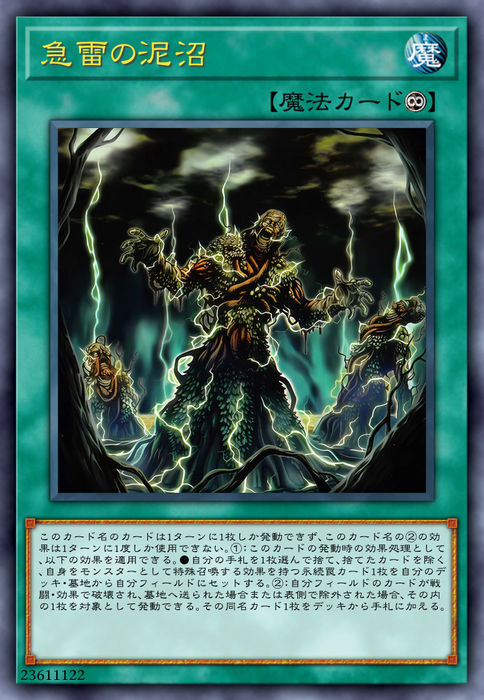 急雷の泥沼
魔
【魔法カード∞】
このカード名のカードは1ターンに1枚しか発動できず、このカード名の②の効
果は1ターンに1度しか使用できない。①:このカードの発動時の効果処理として、
以下の効果を適用できる。●自分の手札を1枚選んで捨て、捨てたカードを除く、
自身をモンスターとして特殊召喚する効果を持つ永続罠カード1枚を自分のデ
ッキ・墓地から自分フィールドにセットする。②:自分フィールドのカードが戦
闘・効果で破壊され、墓地へ送られた場合または表側で除外された場合、その内
の1枚を対象として発動できる。その同名カード1枚をデッキから手札に加える。
23611122